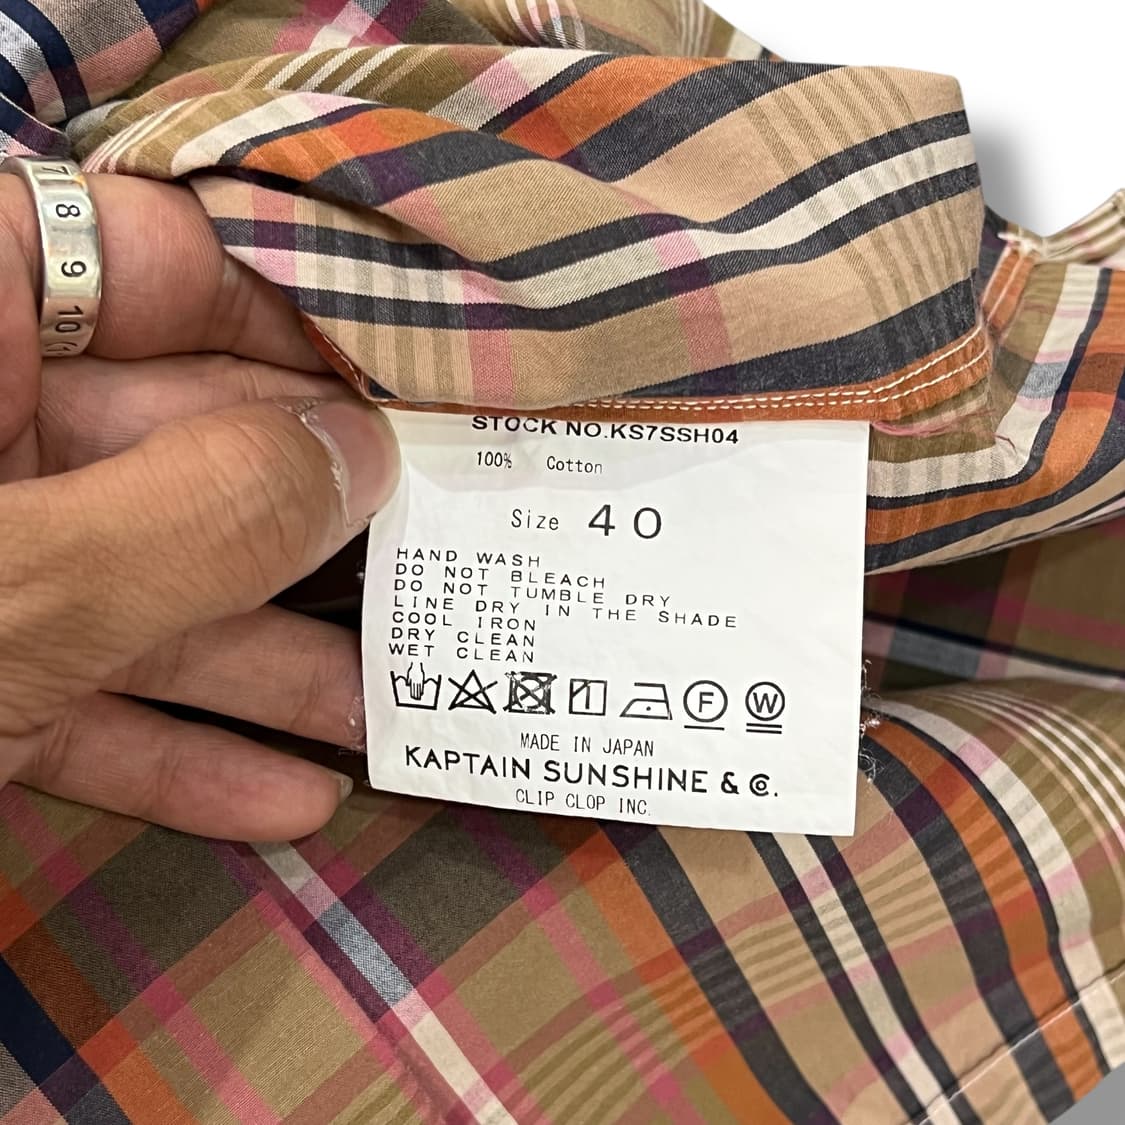 7
8
9
10
STOCK NO.KS7SSH04
100% Cotton
Size 40
HAND WASH
DO NOT BLEACH
DO NOT TUMBLE DRY
LINE DRY IN THE SHADE
COOL IRON
DRY CLEAN
WET CLEAN
F W
MADE IN JAPAN
KAPTAIN SUNSHINE & Co.
CLIP CLOP INC.